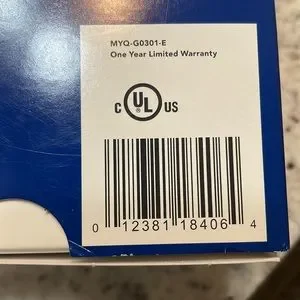 MYQ-G0301-E
One Year Limited Warranty
C UL ® US
0 12381 18406 4